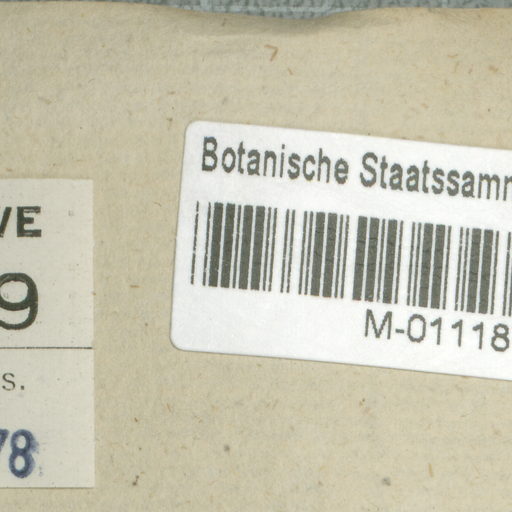 Botanische Staatssamm
M-01118
VE
9
s.
78